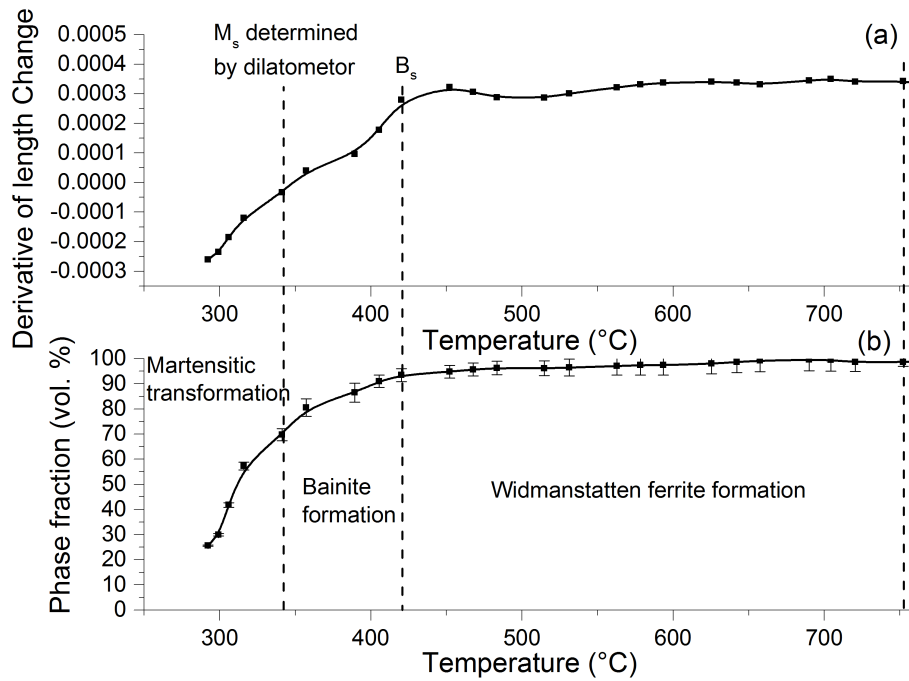 (a)
M_s determined
by dilatometor
B_s
Derivative of length Change
0.0005
0.0004
0.0003
0.0002
0.0001
0.0000
-0.0001
-0.0002
-0.0003
300 400 500 600 700
Temperature (°C)
(b)
Martensitic
transformation
Bainite
formation
Widmanstatten ferrite formation
Phase fraction (vol. %)
100
90
80
70
60
50
40
30
20
10
0
300 400 500 600 700
Temperature (°C)